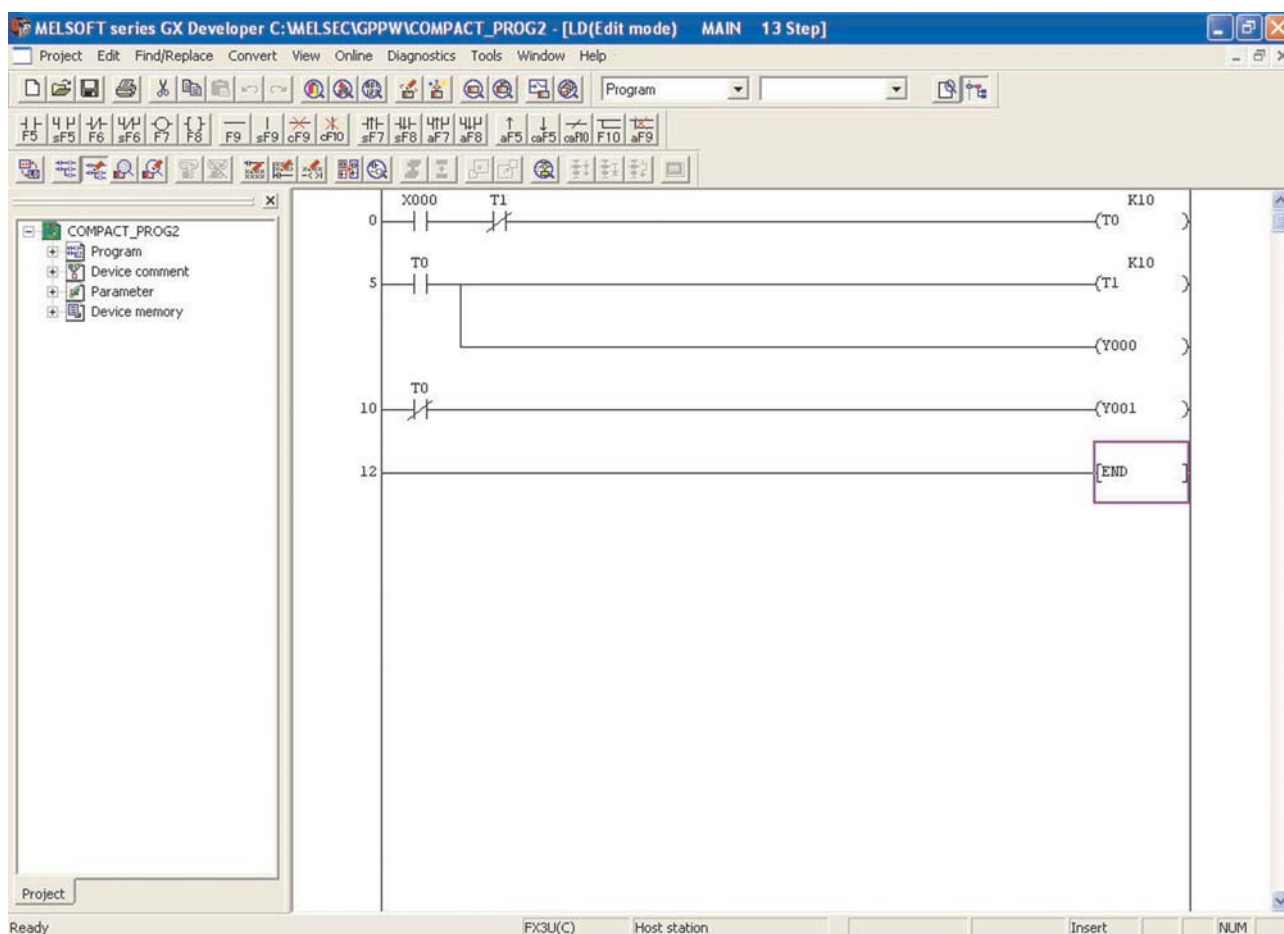 MELSOFT series GX Developer C:\MELSEC\GPPW\COMPACT_PROG2 - [LD(Edit mode) MAIN 13 Step]
Project Edit Find/Replace Convert View Online Diagnostics Tools Window Help
Program
F5 sF5 F6 sF6 F7 F8 F9 sF9 cF9 cF10 sF7 sF8 aF7 aF8 aF5 caF5 caF10 F10 aF9
COMPACT_PROG2
Program
Device comment
Parameter
Device memory
Project
X000 T1 K10
0 (T0 )
T0 K10
5 (T1 )
(Y000 )
T0
10 (Y001 )
12 [END ]
Ready FX3U(C) Host station Insert NUM